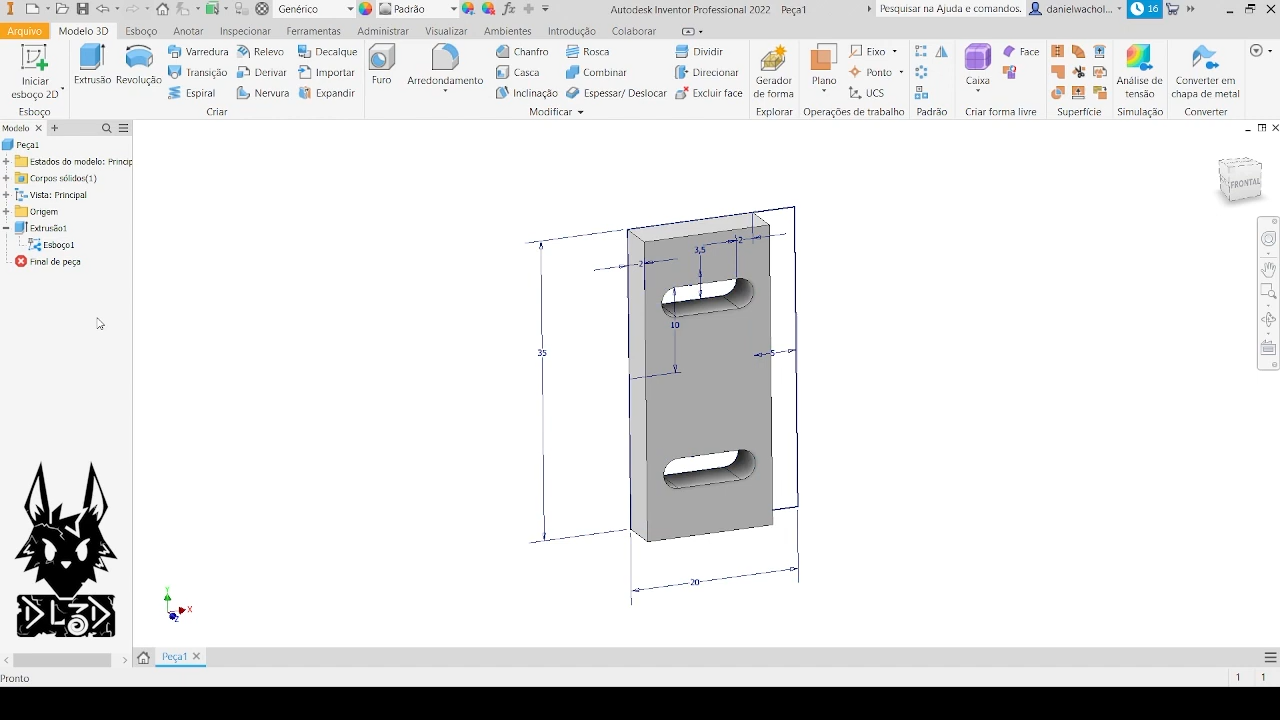 Genérico
Padrão
Autodesk Inventor Professional 2022 Peça1
Pesquisar na Ajuda e comandos.
danielwachol...
16
Arquivo Modelo 3D Esboço Anotar Inspecionar Ferramentas Administrar Visualizar Ambientes Introdução Colaborar
Iniciar esboço 2D
Esboço
Extrusão
Revolução
Varredura
Transição
Espiral
Relevo
Derivar
Nervura
Decalque
Importar
Expandir
Criar
Furo
Arredondamento
Chanfro
Casca
Inclinação
Rosca
Combinar
Espessar/ Deslocar
Dividir
Direcionar
Excluir face
Modificar
Gerador de forma
Explorar
Plano
Eixo
Ponto
UCS
Operações de trabalho
Padrão
Caixa
Face
Criar forma livre
Superfície
Análise de tensão
Simulação
Converter em chapa de metal
Converter
Modelo
Peça1
Estados do modelo: Princip
Corpos sólidos(1)
Vista: Principal
Origem
Extrusão1
Esboço1
Final de peça
FRONTAL
3,5
2
2
10
35
5
20
Y
X
Z
DL3D
Peça1
Pronto
1 1